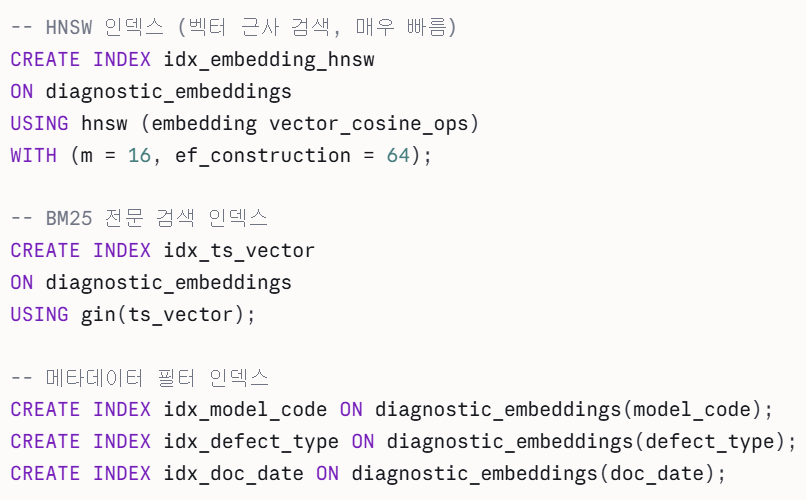 -- HNSW 인덱스 (벡터 근사 검색, 매우 빠름)
CREATE INDEX idx_embedding_hnsw
ON diagnostic_embeddings
USING hnsw (embedding vector_cosine_ops)
WITH (m = 16, ef_construction = 64);
-- BM25 전문 검색 인덱스
CREATE INDEX idx_ts_vector
ON diagnostic_embeddings
USING gin(ts_vector);
-- 메타데이터 필터 인덱스
CREATE INDEX idx_model_code ON diagnostic_embeddings(model_code);
CREATE INDEX idx_defect_type ON diagnostic_embeddings(defect_type);
CREATE INDEX idx_doc_date ON diagnostic_embeddings(doc_date);